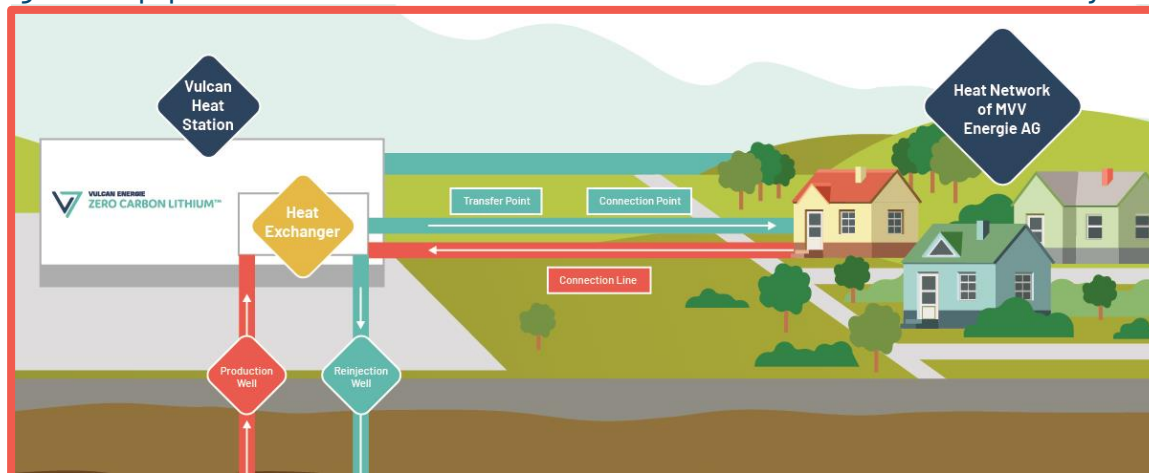 Vulcan
Heat
Station
Heat Network
of MVV
Energie AG
VULCAN ENERGIE
ZERO CARBON LITHIUM™
Heat
Exchanger
Transfer Point
Connection Point
Connection Line
Production
Well
Reinjection
Well